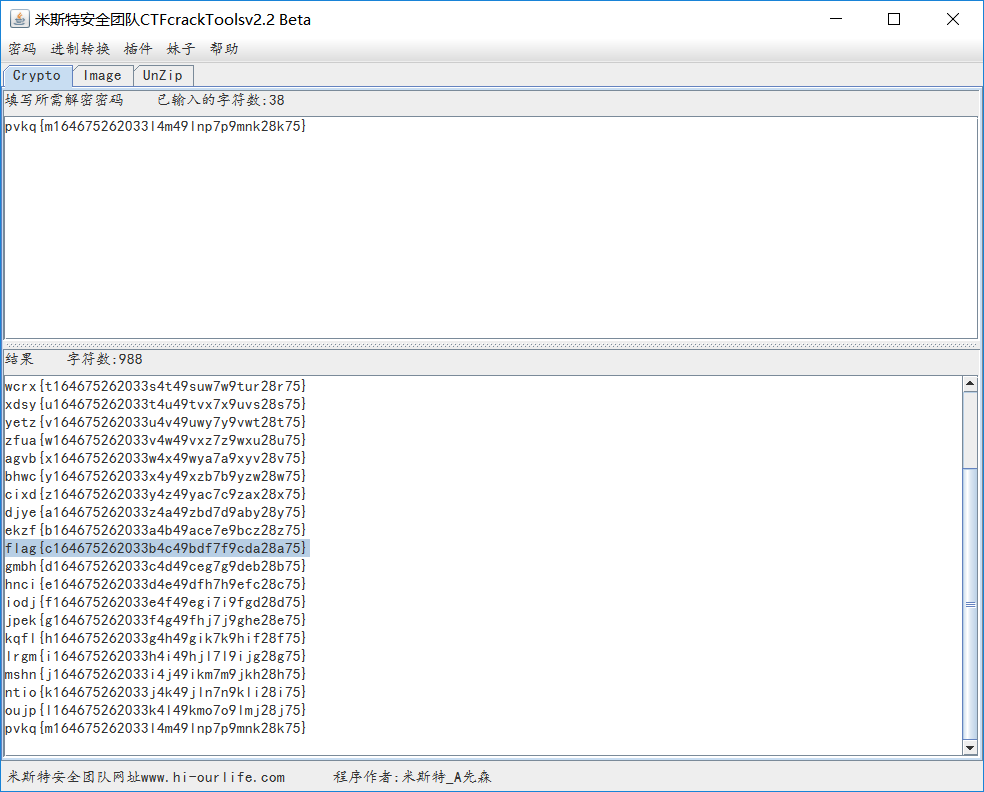 米斯特安全团队CTFcrackToolsv2.2 Beta
密码 进制转换 插件 妹子 帮助
Crypto Image UnZip
填写所需解密密码 已输入的字符数:38
pvkq{m164675262033l4m49lnp7p9mnk28k75}
结果 字符数:988
wcrx{t164675262033s4t49suw7w9tur28r75}
xdsy{u164675262033t4u49tvx7x9uvs28s75}
yetz{v164675262033u4v49uwy7y9vwt28t75}
zfua{w164675262033v4w49vxz7z9wxu28u75}
agvb{x164675262033w4x49wya7a9xyv28v75}
bhwc{y164675262033x4y49xzb7b9yzw28w75}
cixd{z164675262033y4z49yac7c9zax28x75}
djye{a164675262033z4a49zbd7d9aby28y75}
ekzf{b164675262033a4b49ace7e9bcz28z75}
flag{c164675262033b4c49bdf7f9cda28a75}
gmbh{d164675262033c4d49ceg7g9deb28b75}
hnci{e164675262033d4e49dfh7h9efc28c75}
iodj{f164675262033e4f49egi7i9fgd28d75}
jpek{g164675262033f4g49fhj7j9ghe28e75}
kqfl{h164675262033g4h49gik7k9hif28f75}
lrgm{i164675262033h4i49hjl7l9ijg28g75}
mshn{j164675262033i4j49ikm7m9jkh28h75}
ntio{k164675262033j4k49jln7n9kli28i75}
oujp{l164675262033k4l49kmo7o9lmj28j75}
pvkq{m164675262033l4m49lnp7p9mnk28k75}
米斯特安全团队网址www.hi-ourlife.com 程序作者:米斯特_A先森